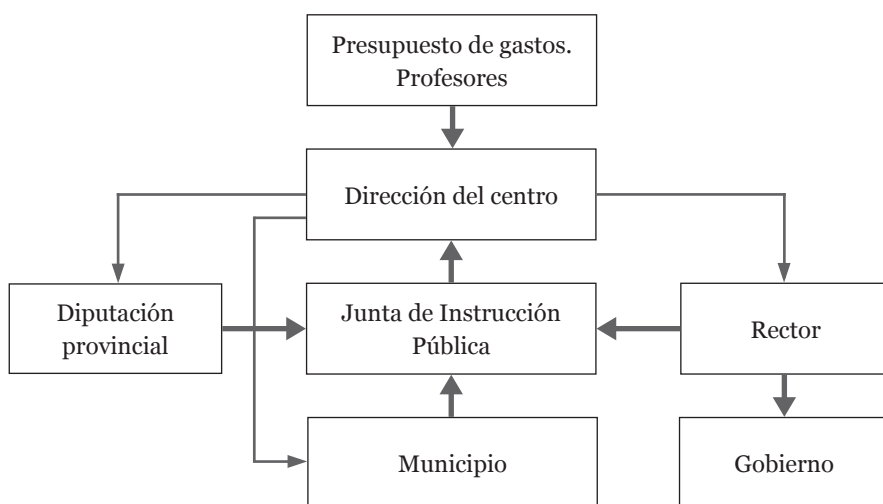 Presupuesto de gastos.
Profesores
Dirección del centro
Diputación
provincial
Junta de Instrucción
Pública
Rector
Municipio
Gobierno